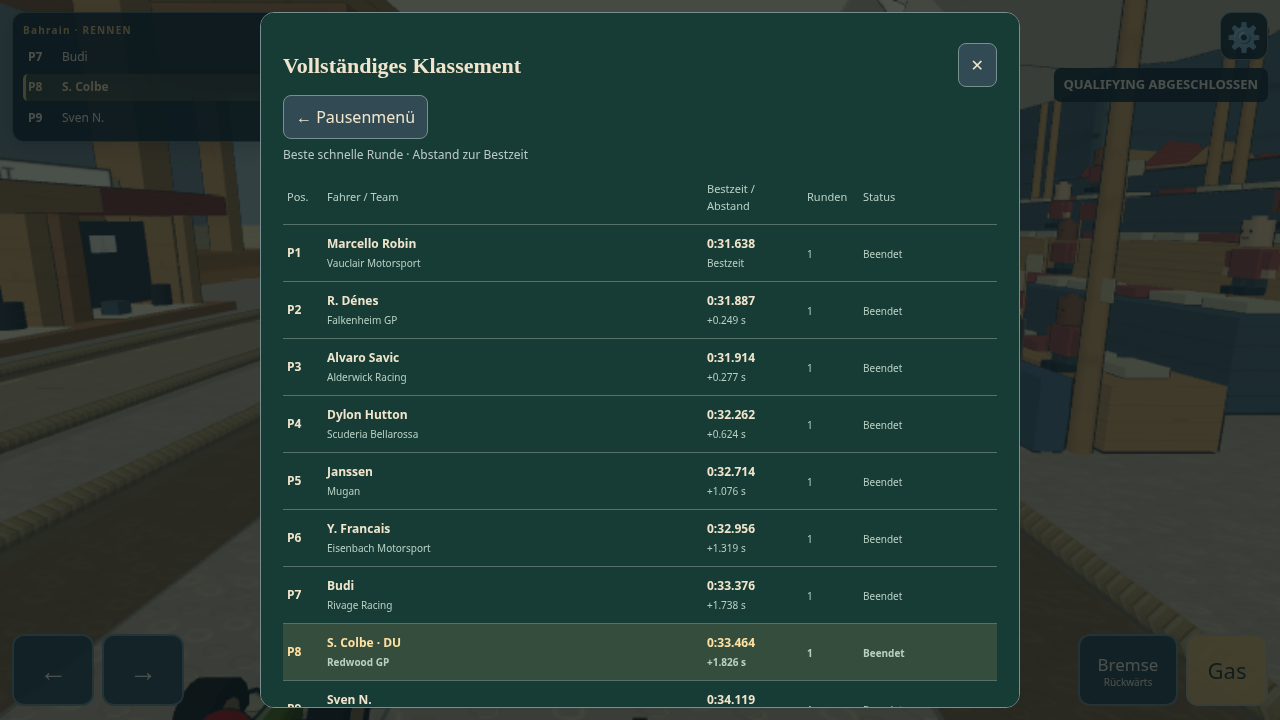 Bahrain · RENNEN
P7 Budi
P8 S. Colbe
P9 Sven N.
QUALIFYING ABGESCHLOSSEN
Vollständiges Klassement
×
← Pausenmenü
Beste schnelle Runde · Abstand zur Bestzeit
Pos. Fahrer / Team Bestzeit / Abstand Runden Status
P1 Marcello Robin 0:31.638 1 Beendet
Vauclair Motorsport Bestzeit
P2 R. Dénes 0:31.887 1 Beendet
Falkenheim GP +0.249 s
P3 Alvaro Savic 0:31.914 1 Beendet
Alderwick Racing +0.277 s
P4 Dylon Hutton 0:32.262 1 Beendet
Scuderia Bellarossa +0.624 s
P5 Janssen 0:32.714 1 Beendet
Mugan +1.076 s
P6 Y. Francais 0:32.956 1 Beendet
Eisenbach Motorsport +1.319 s
P7 Budi 0:33.376 1 Beendet
Rivage Racing +1.738 s
P8 S. Colbe · DU 0:33.464 1 Beendet
Redwood GP +1.826 s
Sven N. 0:34.119
← →
Bremse
Rückwärts
Gas